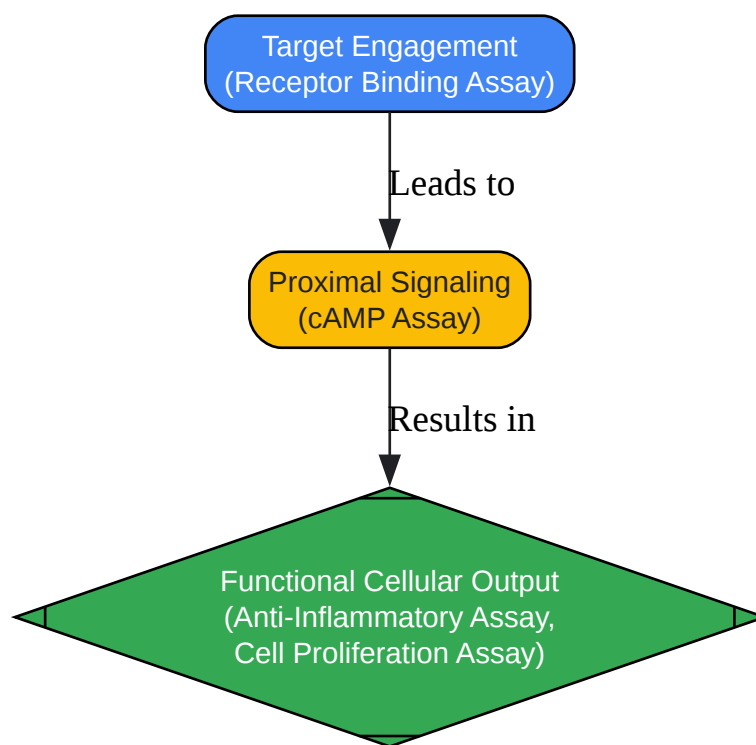 Target Engagement
(Receptor Binding Assay)
Leads to
Proximal Signaling
(cAMP Assay)
Results in
Functional Cellular Output
(Anti-Inflammatory Assay,
Cell Proliferation Assay)